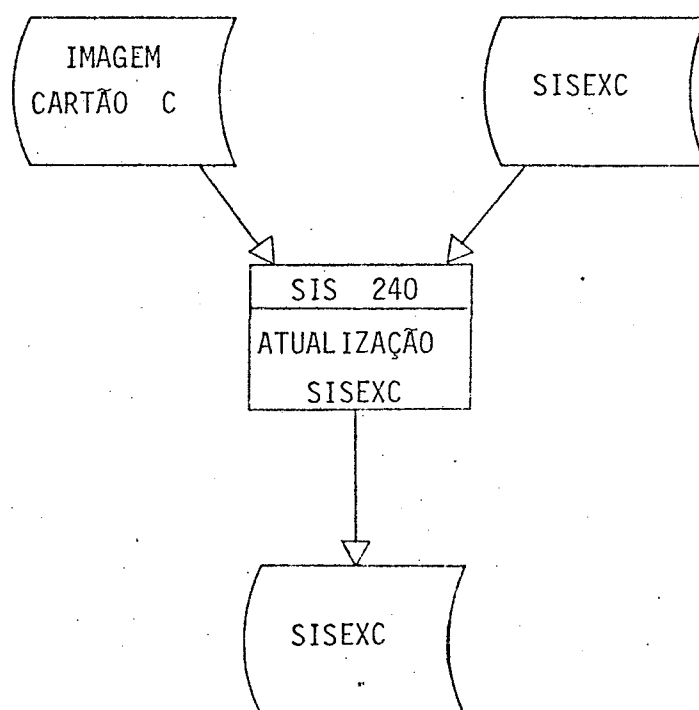 IMAGEM
CARTÃO C
SISEXC
SIS 240
ATUALIZAÇÃO
SISEXC
SISEXC